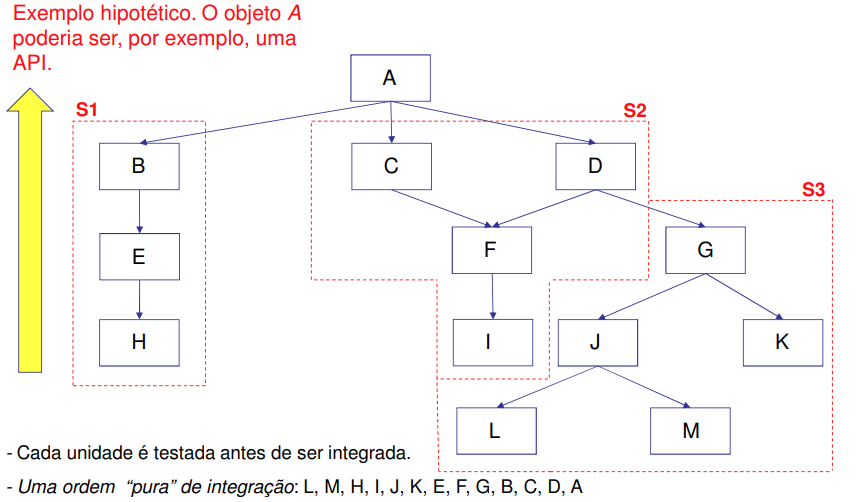 Exemplo hipotético. O objeto A
poderia ser, por exemplo, uma
API.
A
S1
S2
B
C
D
S3
E
F
G
H
I
J
K
L
M
- Cada unidade é testada antes de ser integrada.
- Uma ordem “pura” de integração: L, M, H, I, J, K, E, F, G, B, C, D, A